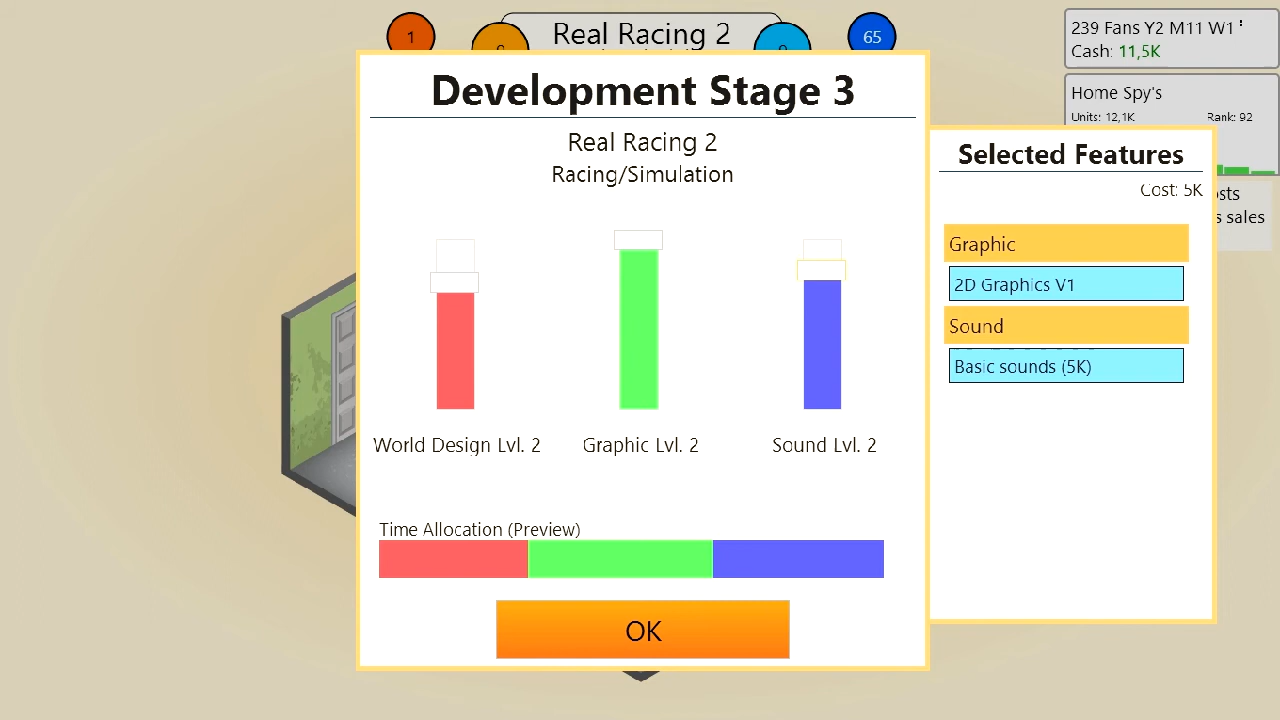 1
Real Racing 2
65
239 Fans Y2 M11 W1
Cash: 11,5K
Home Spy's
Units: 12,1K
Rank: 92
Development Stage 3
Real Racing 2
Racing/Simulation
World Design Lvl. 2
Graphic Lvl. 2
Sound Lvl. 2
Time Allocation (Preview)
OK
Selected Features
Cost: 5K
Graphic
2D Graphics V1
Sound
Basic sounds (5K)
sales